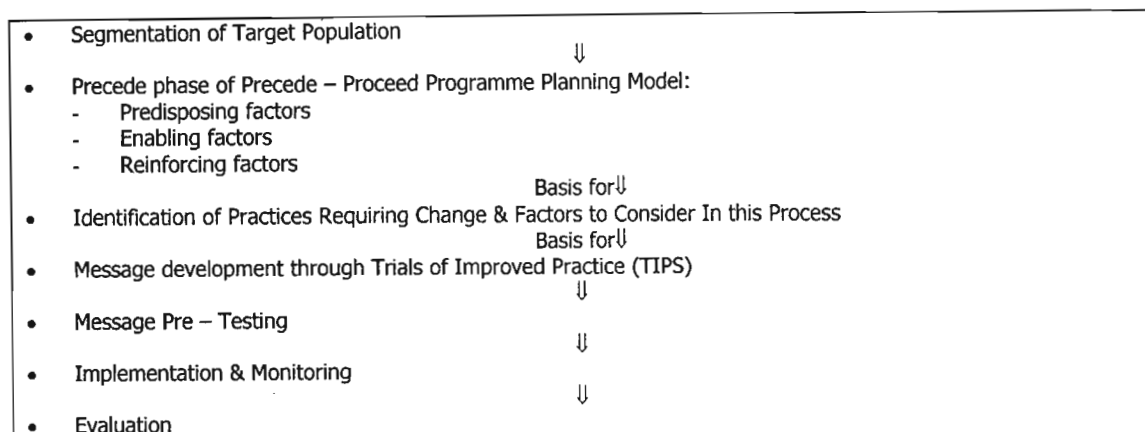 • Segmentation of Target Population
⇓
• Precede phase of Precede – Proceed Programme Planning Model:
- Predisposing factors
- Enabling factors
- Reinforcing factors
Basis for⇓
• Identification of Practices Requiring Change & Factors to Consider In this Process
Basis for⇓
• Message development through Trials of Improved Practice (TIPS)
⇓
• Message Pre – Testing
⇓
• Implementation & Monitoring
⇓
• Evaluation